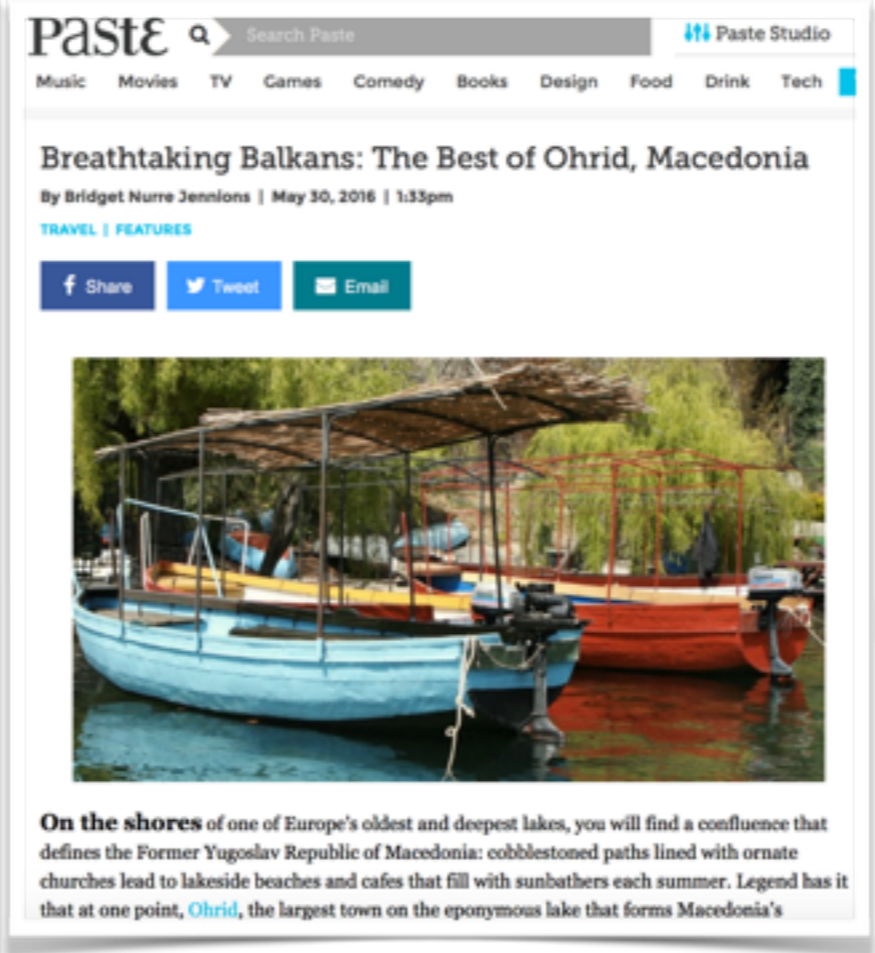 Paste
Search Paste
Paste Studio
Music Movies TV Games Comedy Books Design Food Drink Tech
Breathtaking Balkans: The Best of Ohrid, Macedonia
By Bridget Nurre Jennions | May 30, 2016 | 1:33pm
TRAVEL | FEATURES
Share Tweet Email
On the shores of one of Europe's oldest and deepest lakes, you will find a confluence that
defines the Former Yugoslav Republic of Macedonia: cobblestoned paths lined with ornate
churches lead to lakeside beaches and cafes that fill with sunbathers each summer. Legend has it
that at one point, Ohrid, the largest town on the eponymous lake that forms Macedonia's